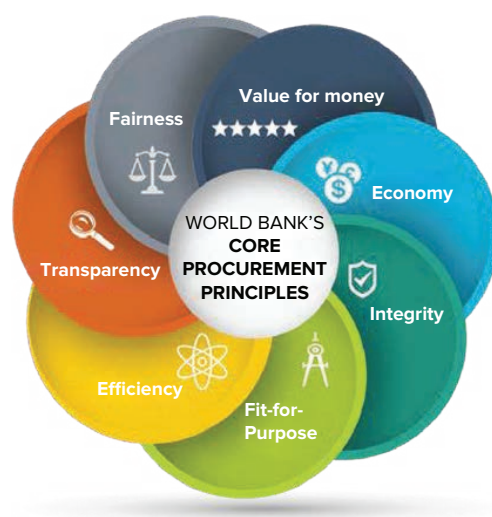 WORLD BANK'S
CORE
PROCUREMENT
PRINCIPLES
Value for money
Economy
Integrity
Fit-for-
Purpose
Efficiency
Transparency
Fairness